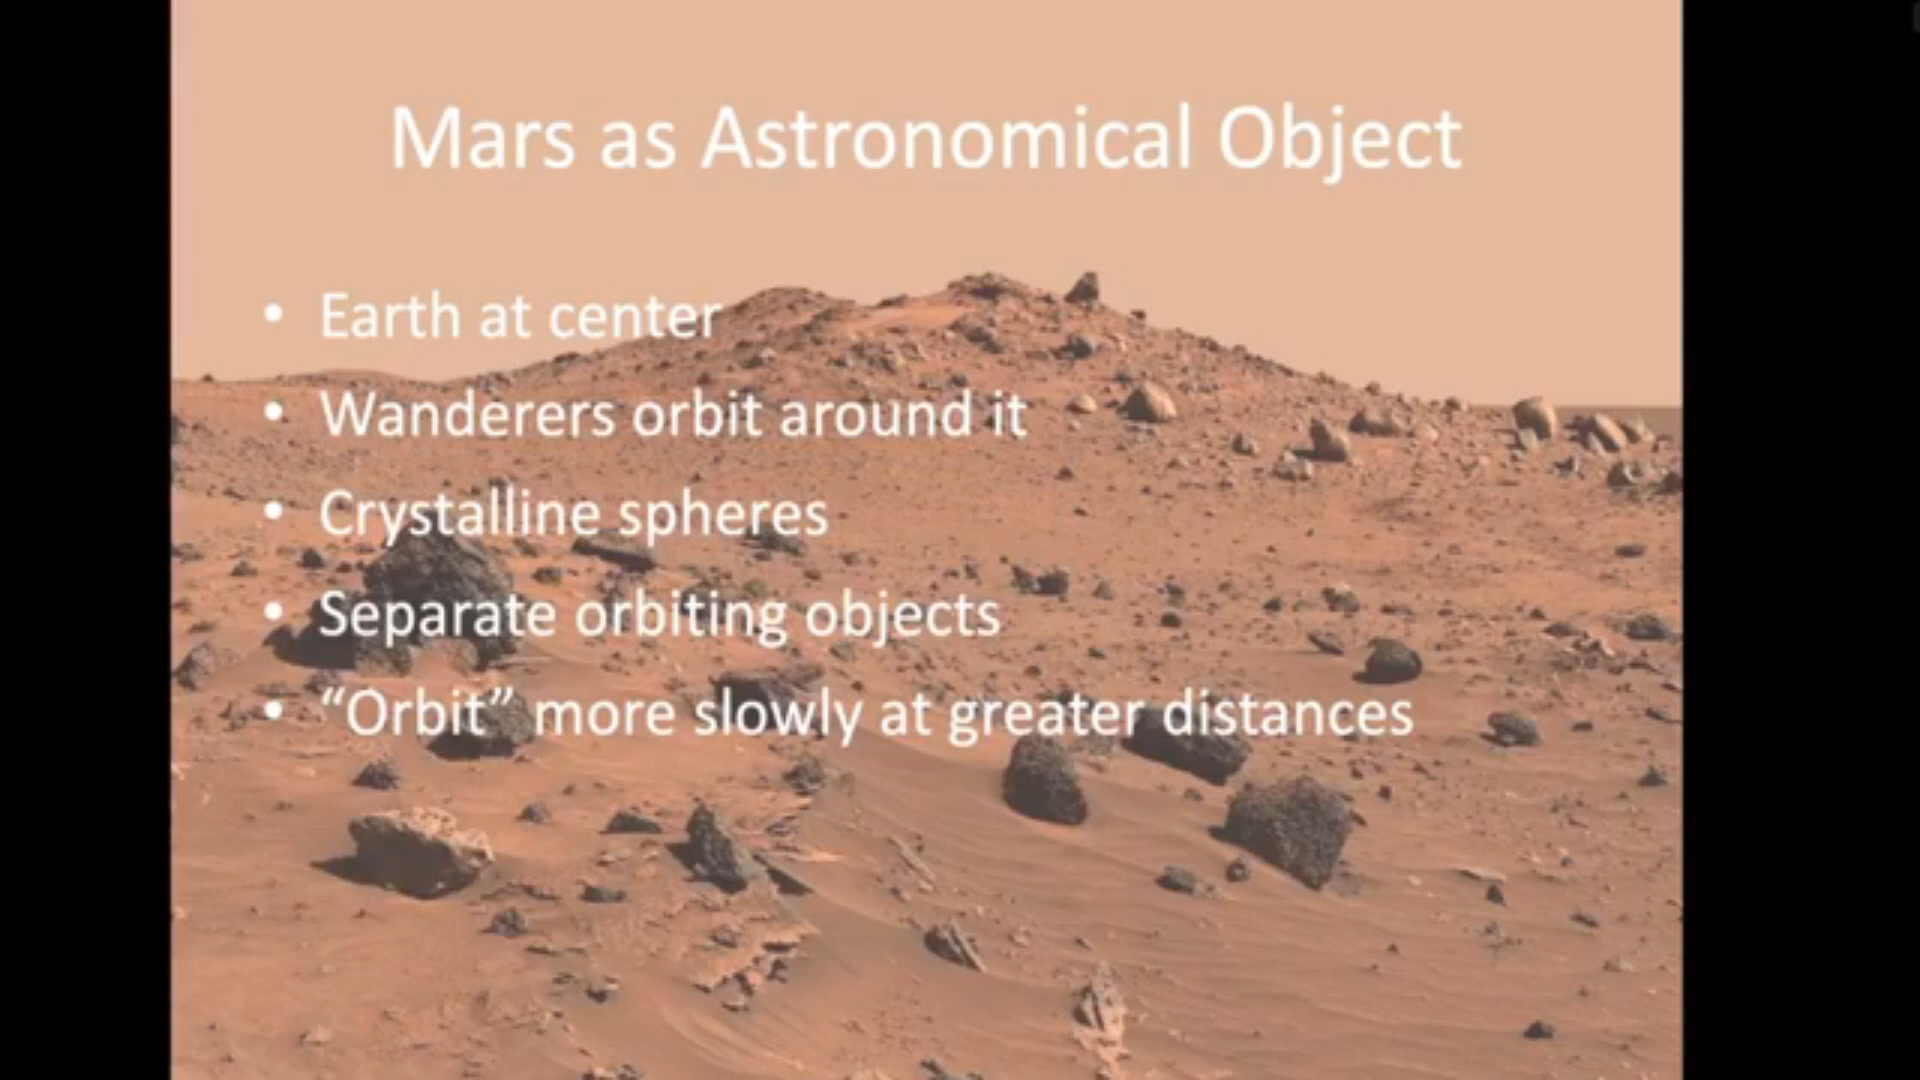 Mars as Astronomical Object
• Earth at center
• Wanderers orbit around it
• Crystalline spheres
• Separate orbiting objects
• “Orbit” more slowly at greater distances